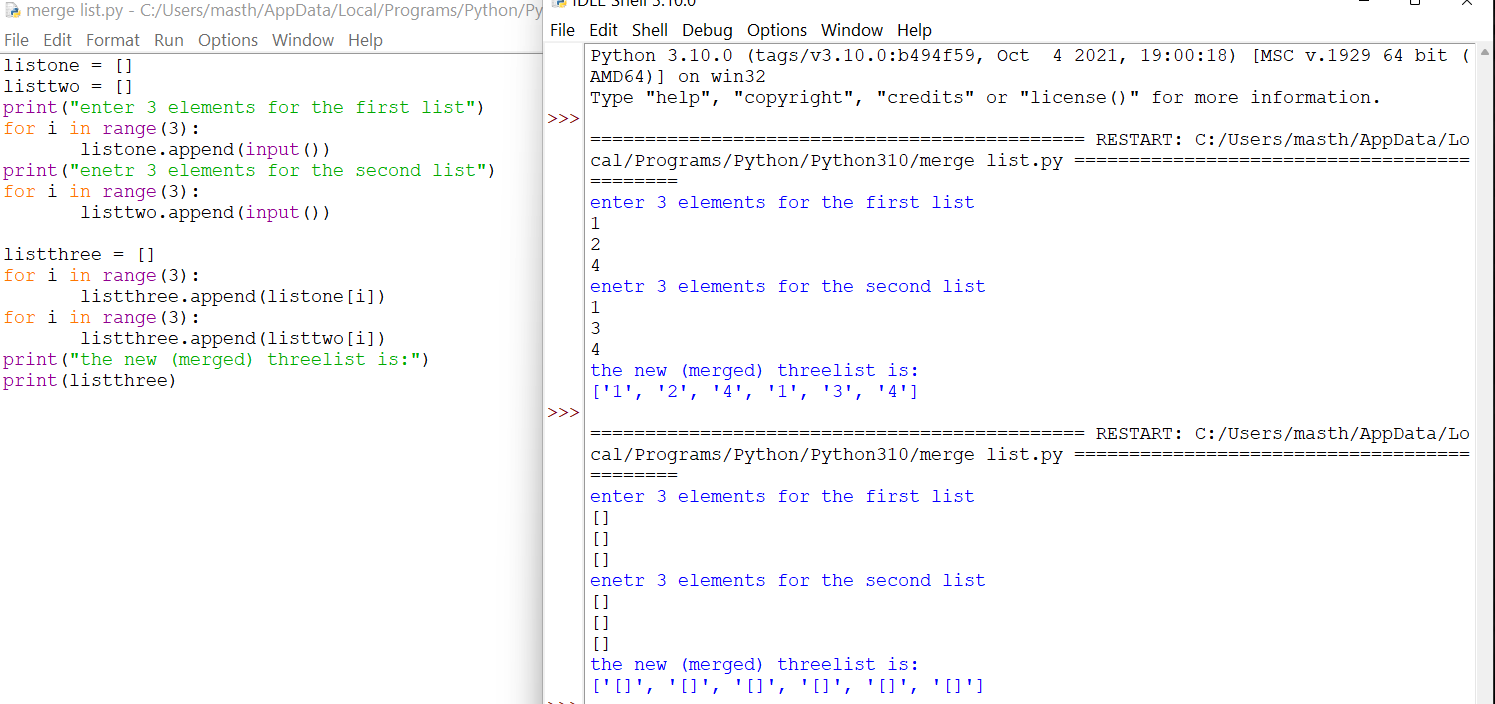 merge list.py - C:/Users/masth/AppData/Local/Programs/Python/Py
File Edit Format Run Options Window Help
listone = []
listtwo = []
print("enter 3 elements for the first list")
for i in range(3):
        listone.append(input())
print("enetr 3 elements for the second list")
for i in range(3):
        listtwo.append(input())
listthree = []
for i in range(3):
        listthree.append(listone[i])
for i in range(3):
        listthree.append(listtwo[i])
print("the new (merged) threelist is:")
print(listthree)
IDLE Shell 3.10.0
File Edit Shell Debug Options Window Help
Python 3.10.0 (tags/v3.10.0:b494f59, Oct  4 2021, 19:00:18) [MSC v.1929 64 bit (
AMD64)] on win32
Type "help", "copyright", "credits" or "license()" for more information.
>>>
============================================= RESTART: C:/Users/masth/AppData/Lo
cal/Programs/Python/Python310/merge list.py ====================================
========
enter 3 elements for the first list
1
2
4
enetr 3 elements for the second list
1
3
4
the new (merged) threelist is:
['1', '2', '4', '1', '3', '4']
>>>
============================================= RESTART: C:/Users/masth/AppData/Lo
cal/Programs/Python/Python310/merge list.py ====================================
========
enter 3 elements for the first list
[]
[]
[]
enetr 3 elements for the second list
[]
[]
[]
the new (merged) threelist is:
['[]', '[]', '[]', '[]', '[]', '[]']
>>>